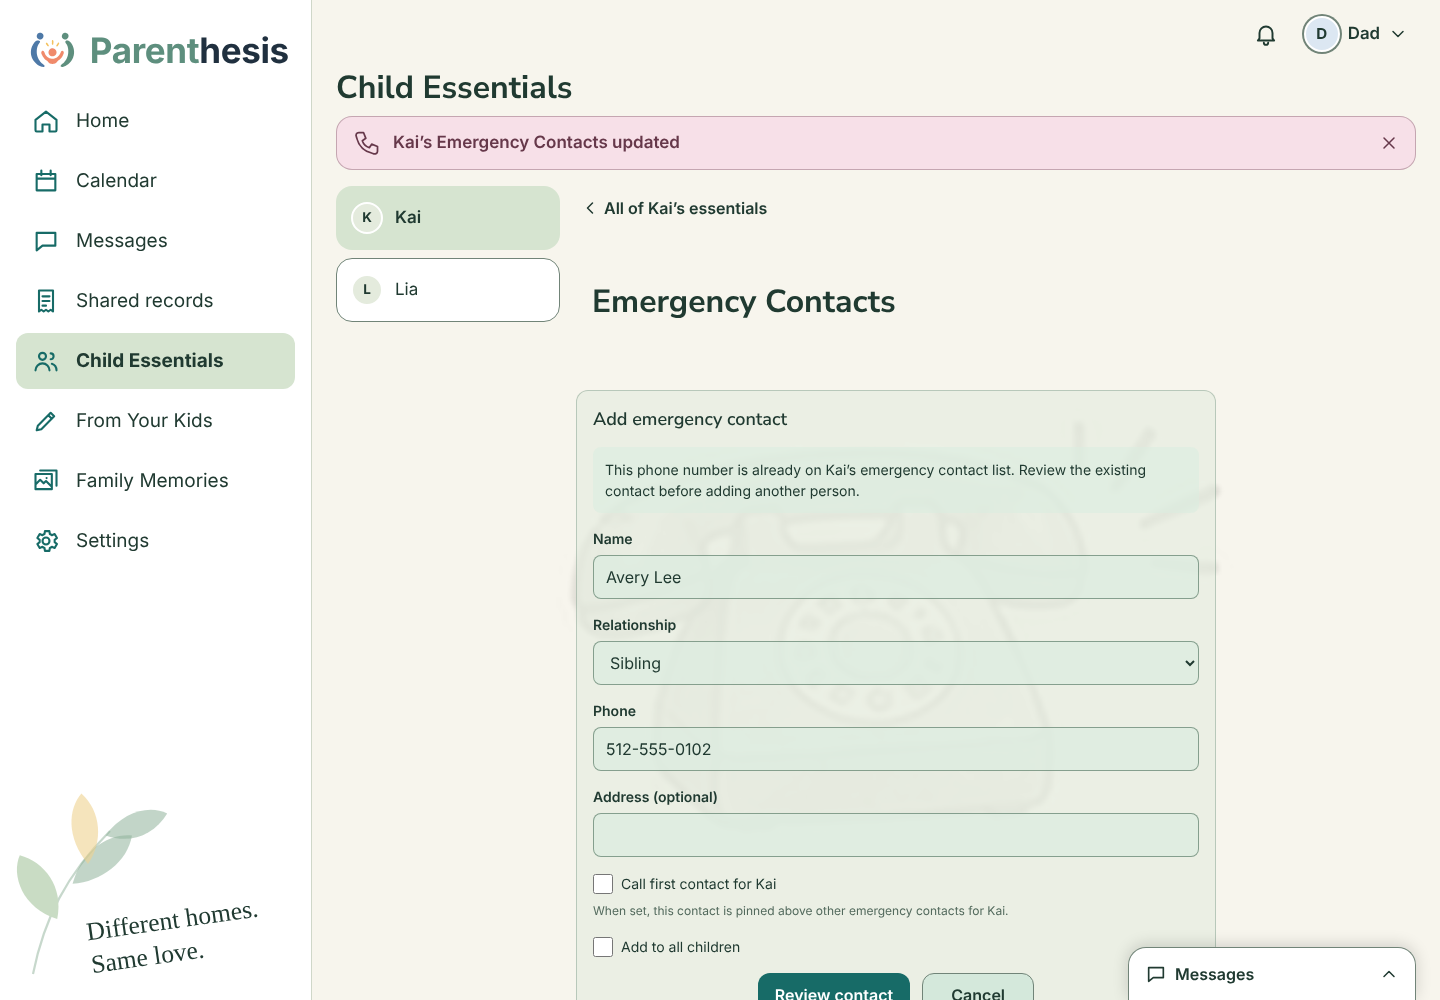 Parenthesis
Home
Calendar
Messages
Shared records
Child Essentials
From Your Kids
Family Memories
Settings
Different homes.
Same love.
D
Dad
Child Essentials
Kai’s Emergency Contacts updated
K
Kai
L
Lia
All of Kai’s essentials
Emergency Contacts
Add emergency contact
This phone number is already on Kai’s emergency contact list. Review the existing
contact before adding another person.
Name
Avery Lee
Relationship
Sibling
Phone
512-555-0102
Address (optional)
Call first contact for Kai
When set, this contact is pinned above other emergency contacts for Kai.
Add to all children
Review contact
Cancel
Messages